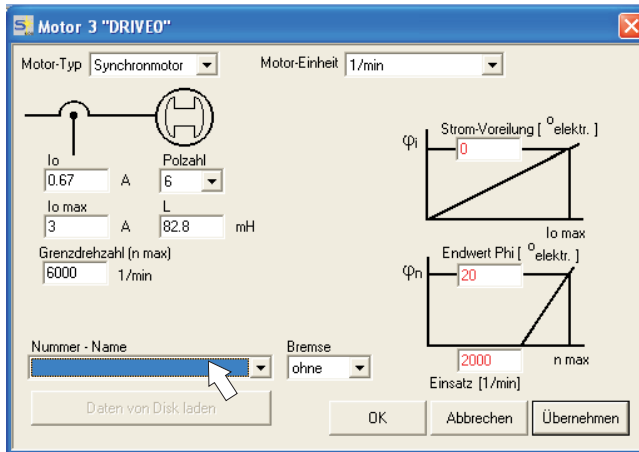 Motor 3 "DRIVE0"
Motor-Typ Synchronmotor Motor-Einheit 1/min
Io
0.67 A
Polzahl
6
Io max
3 A
L
82.8 mH
Grenzdrehzahl (n max)
6000 1/min
Strom-Voreilung [ °elektr. ]
φi 0
Io max
Endwert Phi [ °elektr. ]
φn 20
2000 n max
Einsatz [1/min]
Nummer - Name
Bremse
ohne
Daten von Disk laden
OK Abbrechen Übernehmen